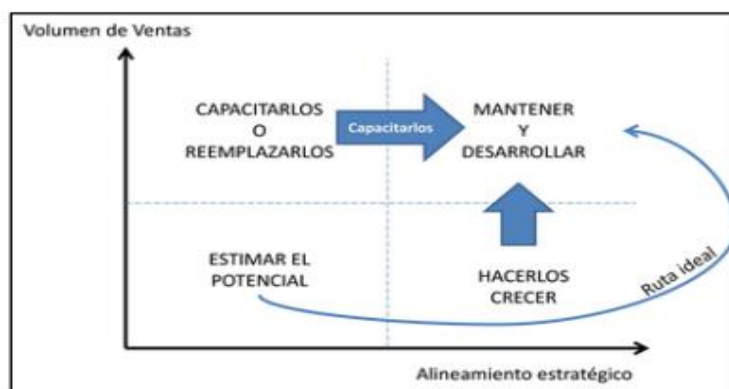 Volumen de Ventas
CAPACITARLOS
O
REEMPLAZARLOS
Capacitarlos
MANTENER
Y
DESARROLLAR
ESTIMAR EL
POTENCIAL
HACERLOS
CRECER
Ruta ideal
Alineamiento estratégico